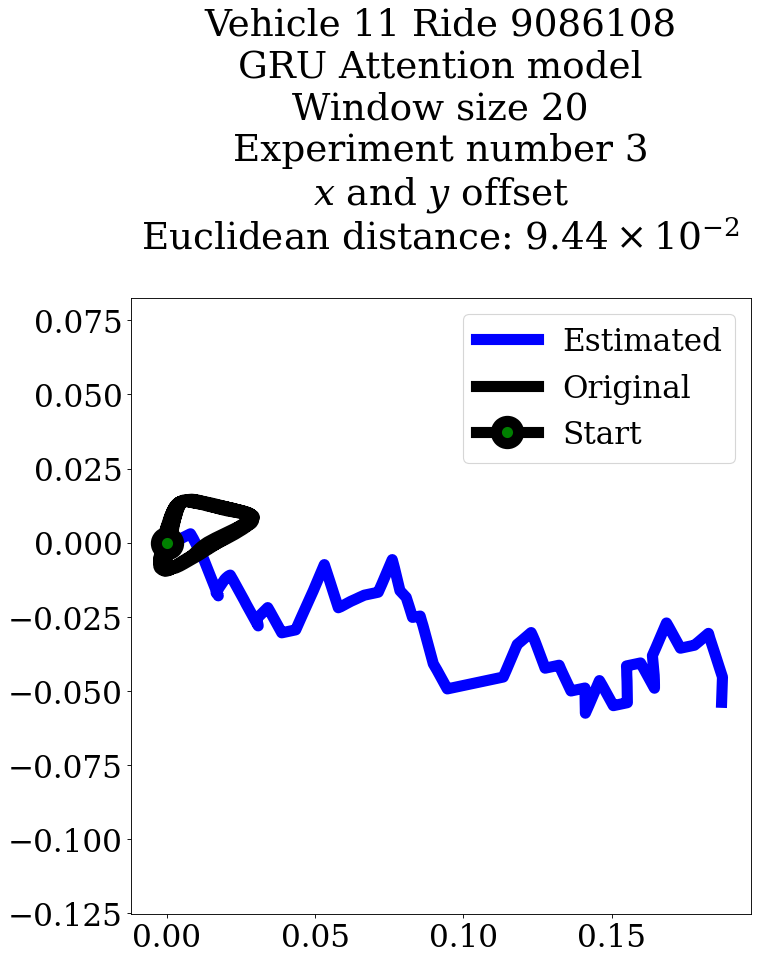 Vehicle 11 Ride 9086108
GRU Attention model
Window size 20
Experiment number 3
x and y offset
Euclidean distance: 9.44 × 10⁻²
Estimated
Original
Start
0.075
0.050
0.025
0.000
−0.025
−0.050
−0.075
−0.100
−0.125
0.00 0.05 0.10 0.15